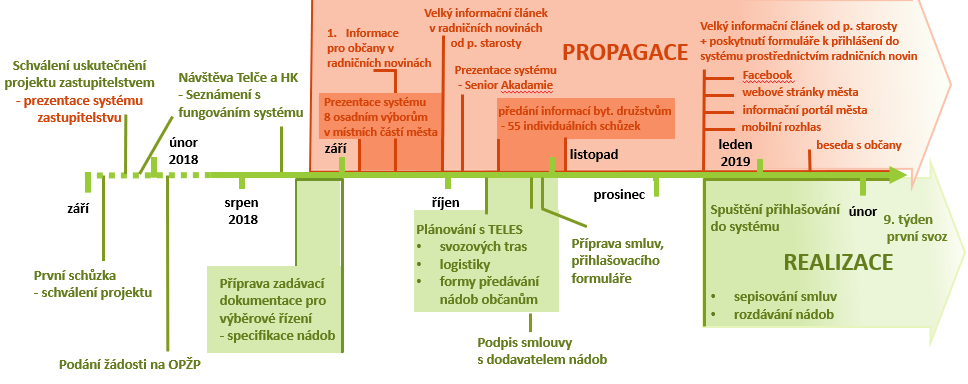 Schválení uskutečnění
projektu zastupitelstvem
- prezentace systému
zastupitelstvu
Návštěva Telče a HK
- Seznámení s
fungováním systému
1. Informace
pro občany v
radničních novinách
Velký informační článek
v radničních novinách
od p. starosty
PROPAGACE
Velký informační článek od p. starosty
+ poskytnutí formuláře k přihlášení do
systému prostřednictvím radničních novin
Prezentace systému
- Senior Akademie
Facebook
webové stránky města
informační portál města
mobilní rozhlas
Prezentace systému
8 osadním výborům
v místních částí města
předání informací byt. družstvům
- 55 individuálních schůzek
beseda s občany
únor
2018
září
listopad
leden
2019
září
srpen
2018
říjen
prosinec
únor
První schůzka
- schválení projektu
Podání žádosti na OPŽP
Příprava zadávací
dokumentace pro
výběrové řízení
- specifikace nádob
Plánování s TELES
• svozových tras
• logistiky
• formy předávání
nádob občanům
Podpis smlouvy
s dodavatelem nádob
Příprava smluv,
přihlašovacího
formuláře
Spuštění přihlašování
do systému
9. týden
první svoz
REALIZACE
• sepisování smluv
• rozdávání nádob